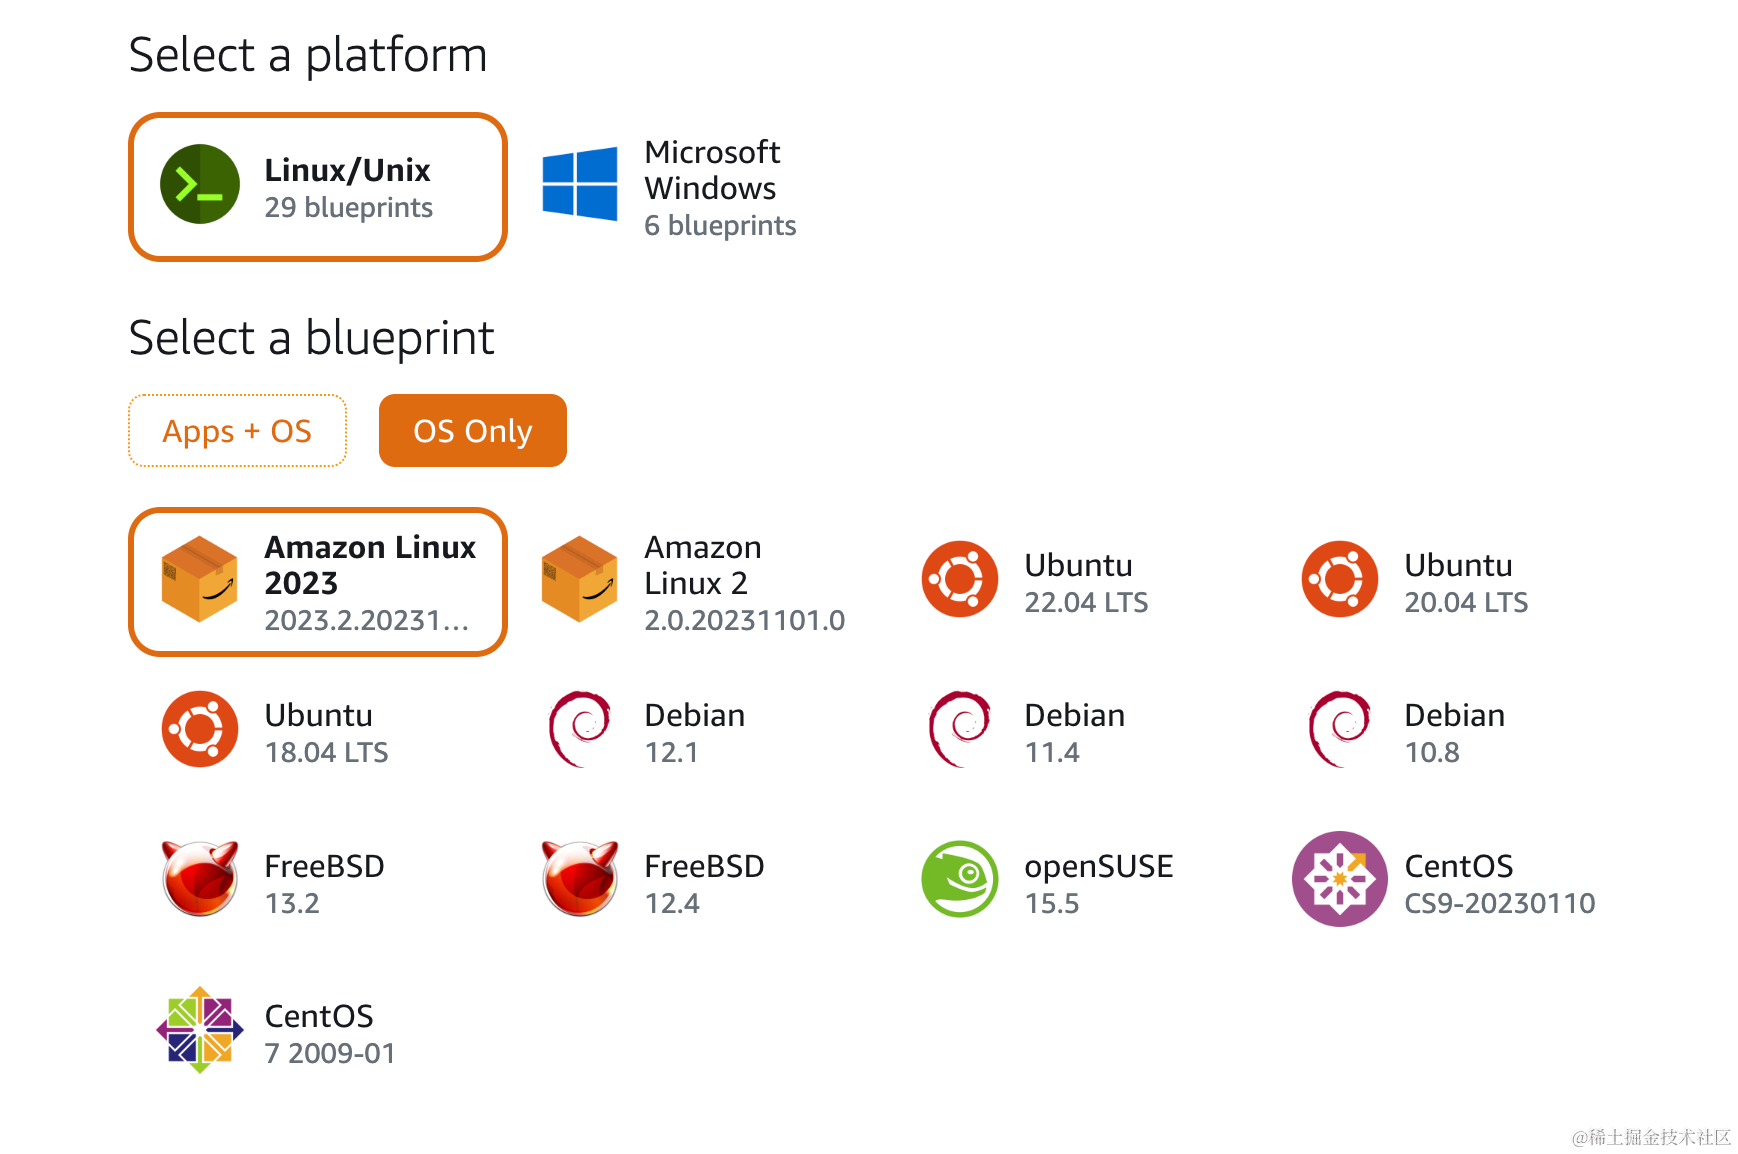 Select a platform
Linux/Unix
29 blueprints
Microsoft
Windows
6 blueprints
Select a blueprint
Apps + OS
OS Only
Amazon Linux
2023
2023.2.20231...
Amazon
Linux 2
2.0.20231101.0
Ubuntu
22.04 LTS
Ubuntu
20.04 LTS
Ubuntu
18.04 LTS
Debian
12.1
Debian
11.4
Debian
10.8
FreeBSD
13.2
FreeBSD
12.4
openSUSE
15.5
CentOS
CS9-20230110
CentOS
7 2009-01
@稀土掘金技术社区